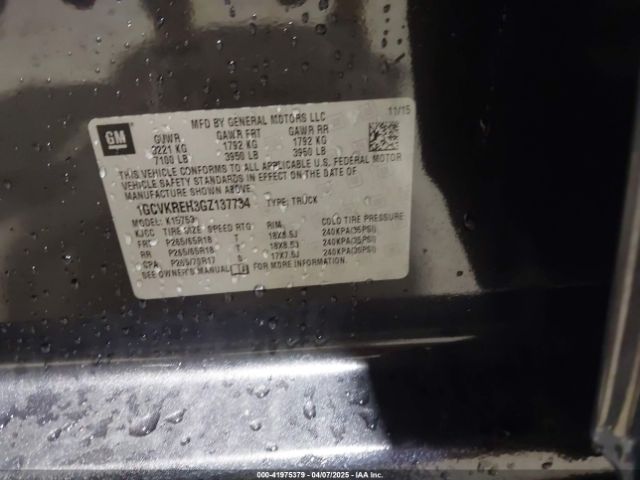 GM
MFD BY GENERAL MOTORS LLC
11/15
GVWR GAWR FRT GAWR RR
3221 KG 1792 KG 1792 KG
7100 LB 3950 LB 3950 LB
THIS VEHICLE CONFORMS TO ALL APPLICABLE U.S. FEDERAL MOTOR
VEHICLE SAFETY STANDARDS IN EFFECT ON THE DATE OF
MANUFACTURE SHOWN ABOVE.
1GCVKREH3GZ137734 TYPE: TRUCK
MODEL: K15753
KJCC TIRE SIZE SPEED RTG RIM COLD TIRE PRESSURE
FRT P265/65R18 T 18X8.5J 240KPA(35PSI)
RR P265/65R18 T 18X8.5J 240KPA(35PSI)
SPA P265/70R17 S 17X7.5J 240KPA(35PSI)
SEE OWNER'S MANUAL FOR MORE INFORMATION.
000-41975379 04/07/2025 Copyright IAA Inc.